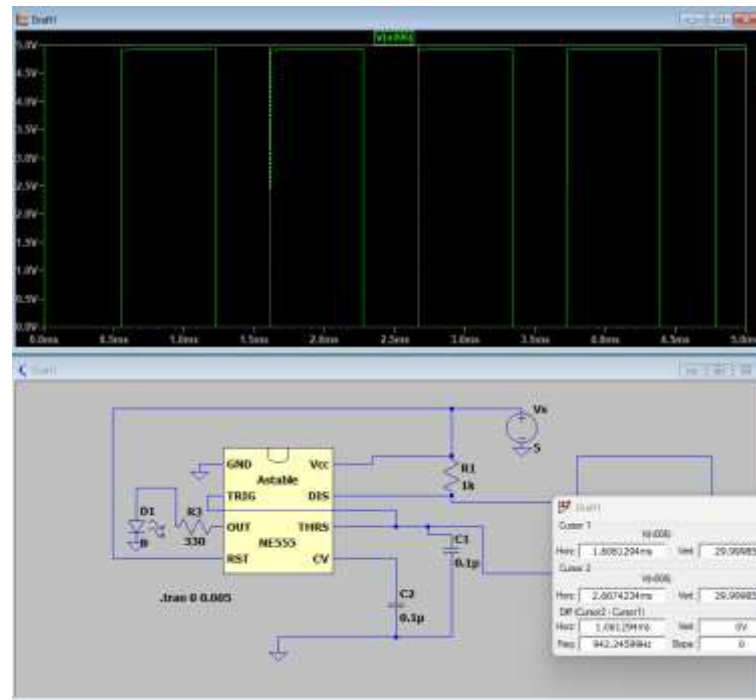 Draft1
5.0V
4.5V
4.0V
3.5V
3.0V
2.5V
2.0V
1.5V
1.0V
0.5V
0.0V
0.0ms 0.5ms 1.0ms 1.5ms 2.0ms 2.5ms 3.0ms 3.5ms 4.0ms 4.5ms 5.0ms
Draft1
Vs
5
GND Vcc
R1
1k
Astable
TRIG DIS
D1
R3
OUT THRS
330
NE555
B
RST CV
C1
0.1µ
.tran 0 0.005
C2
0.1µ
Draft1
Cursor 1
Horz: Vert:
Cursor 2
Horz: Vert:
Diff (Cursor2 - Cursor1)
Horz: Vert: 0V
Freq: 942.24599Hz Slope: 0